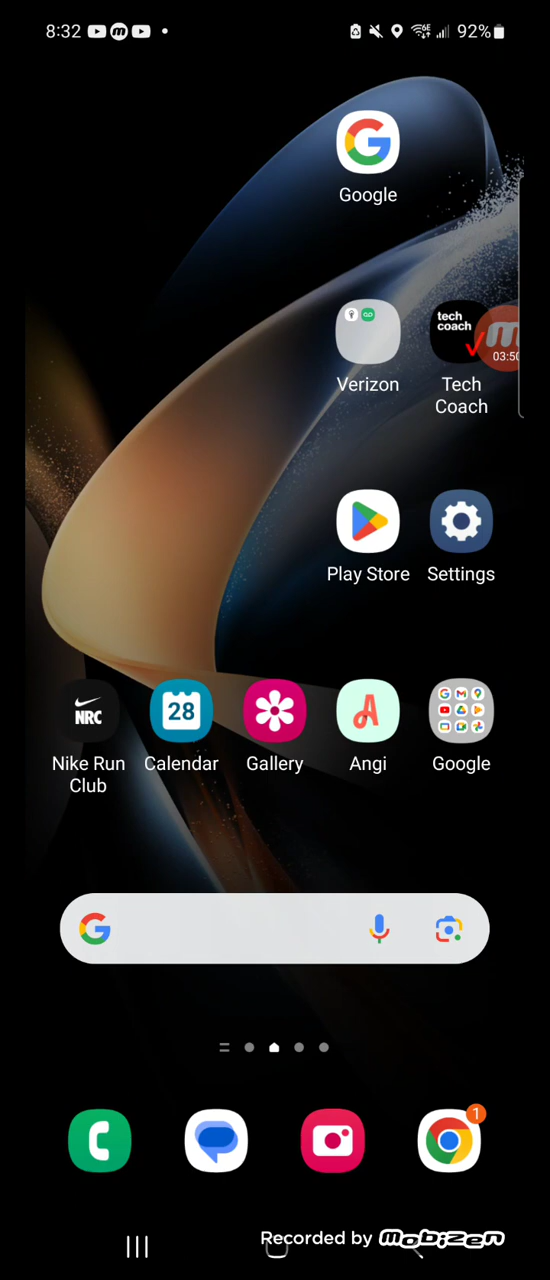 8:32
92%
Google
tech
coach
03:50
Verizon
Tech
Coach
Play Store
Settings
NRC
28
Nike Run
Club
Calendar
Gallery
Angi
Google
1
Recorded by mobizen